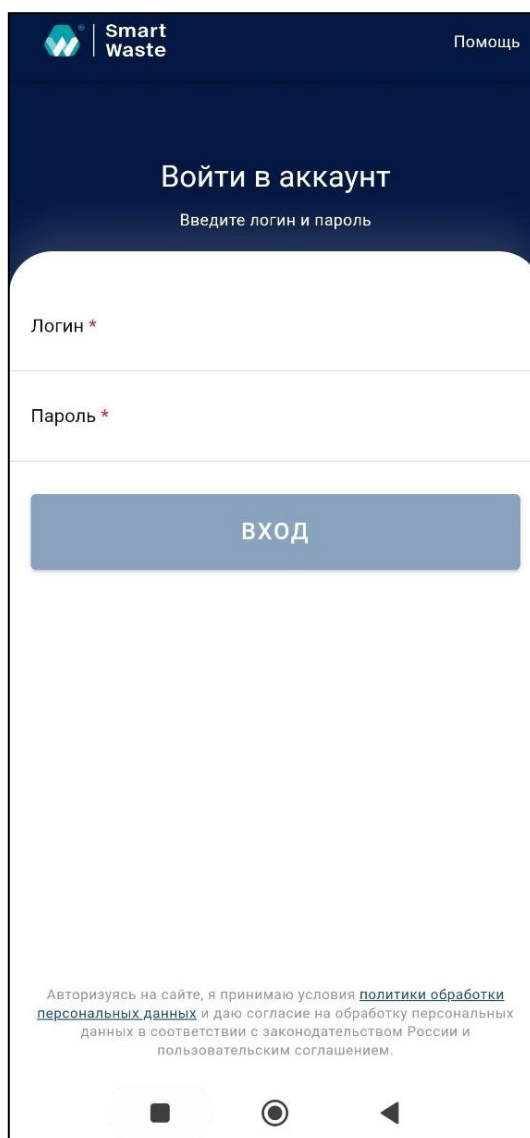 Smart
Waste
Помощь
Войти в аккаунт
Введите логин и пароль
Логин *
Пароль *
ВХОД
Авторизуясь на сайте, я принимаю условия политики обработки
персональных данных и даю согласие на обработку персональных
данных в соответствии с законодательством России и
пользовательским соглашением.